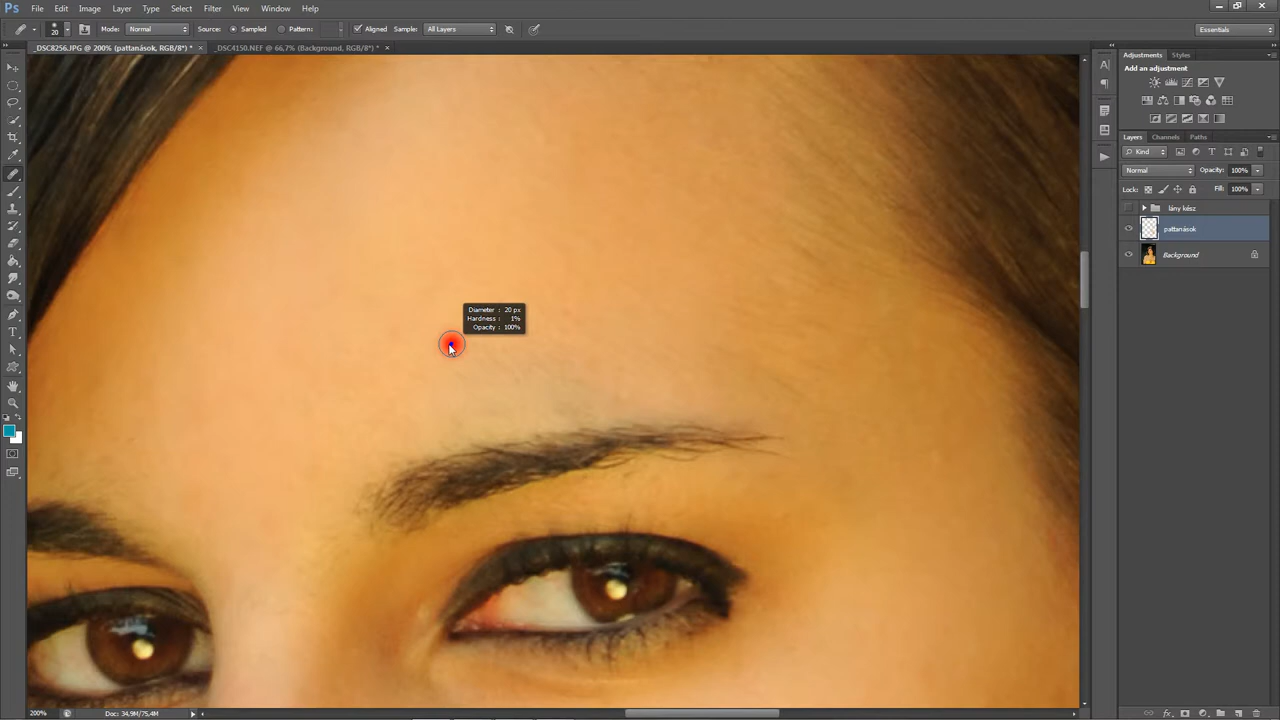 Ps File Edit Image Layer Type Select Filter View Window Help
20 Mode: Normal Source: Sampled Pattern: Aligned Sample: All Layers Essentials
_DSC8256.JPG @ 200% (pattanások, RGB/8*) * × _DSC4150.NEF @ 66,7% (Background, RGB/8*) * ×
Adjustments Styles
Add an adjustment
Layers Channels Paths
Kind
Normal Opacity: 100%
Lock: Fill: 100%
lány kész
pattanások
Background
Diameter : 20 px
Hardness : 1%
Opacity : 100%
200% Doc: 34,9M/75,4M